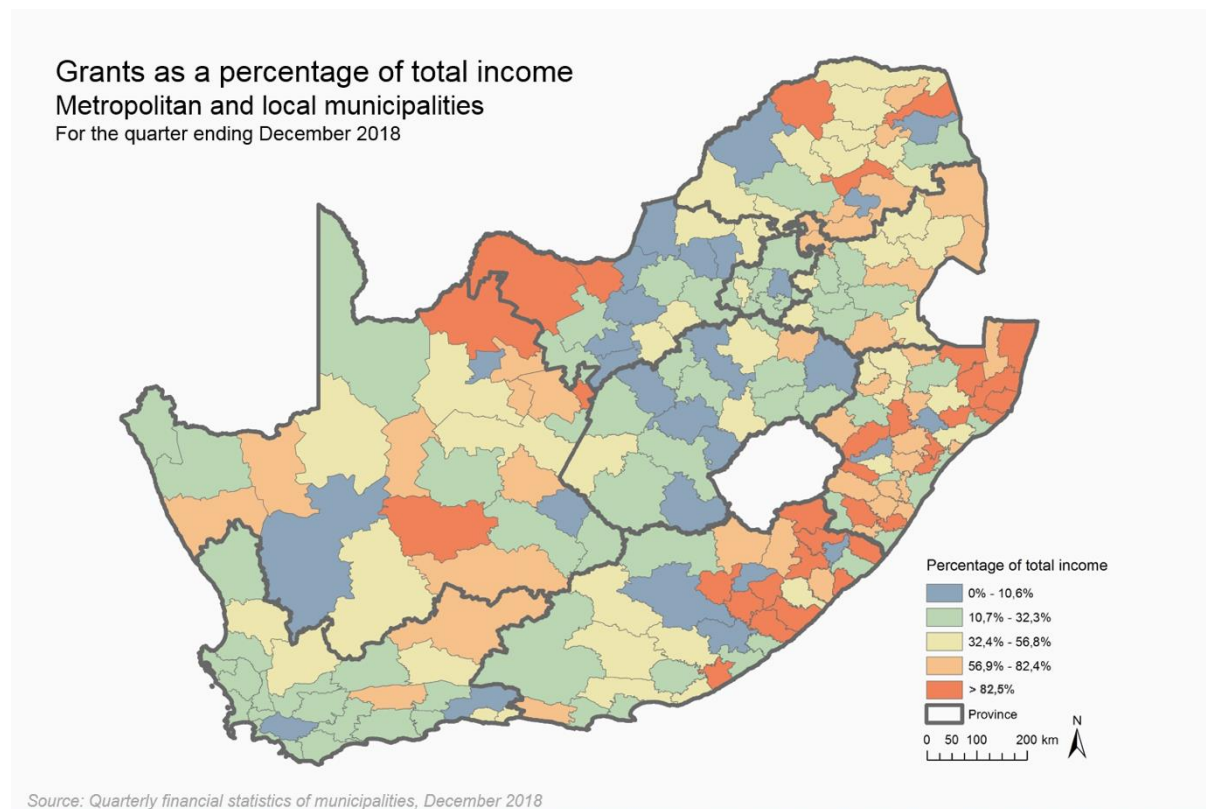 Grants as a percentage of total income
Metropolitan and local municipalities
For the quarter ending December 2018
Percentage of total income
0% - 10,6%
10,7% - 32,3%
32,4% - 56,8%
56,9% - 82,4%
> 82,5%
Province
N
0 50 100 200 km
Source: Quarterly financial statistics of municipalities, December 2018